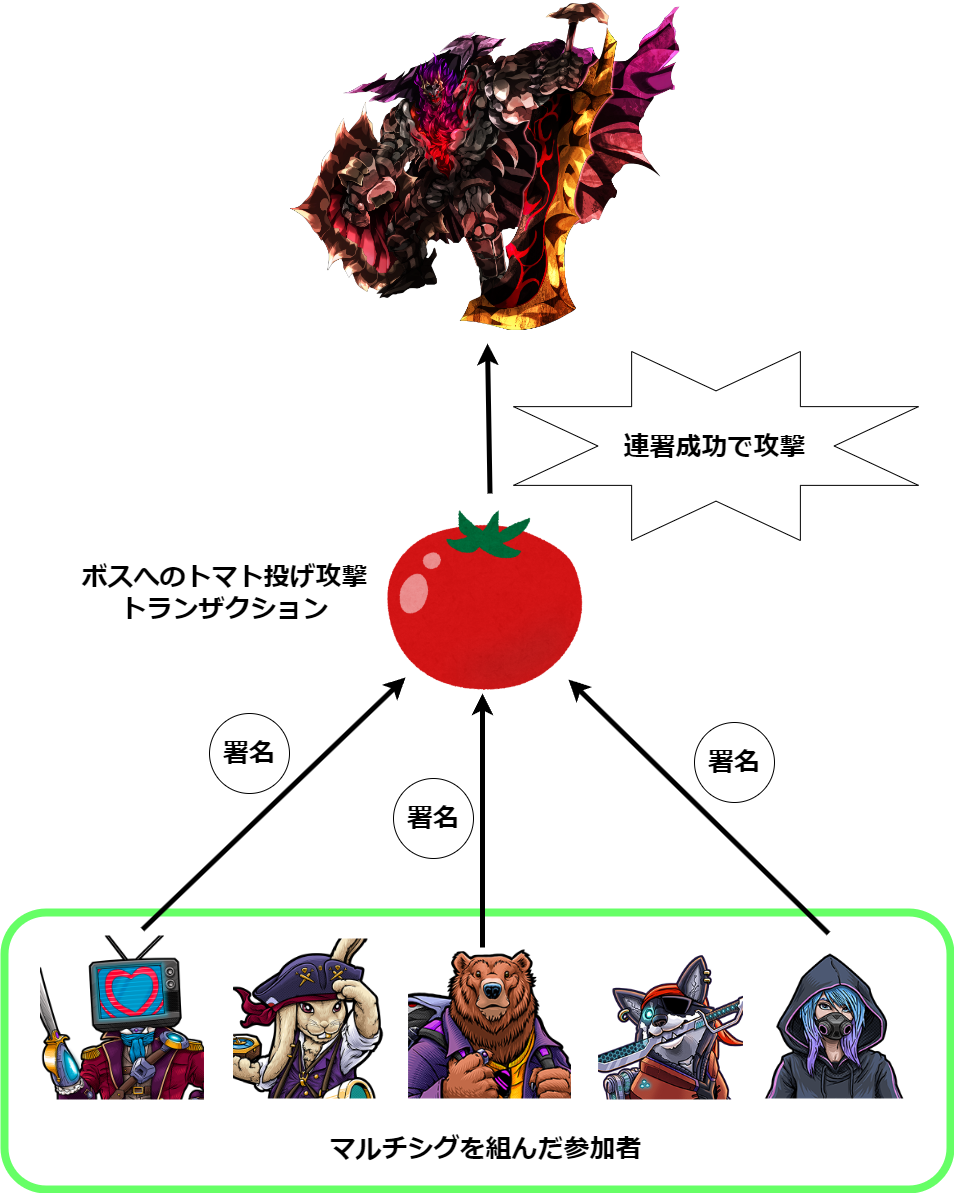 連署成功で攻撃
ボスへのトマト投げ攻撃
トランザクション
署名
署名
署名
マルチシグを組んだ参加者